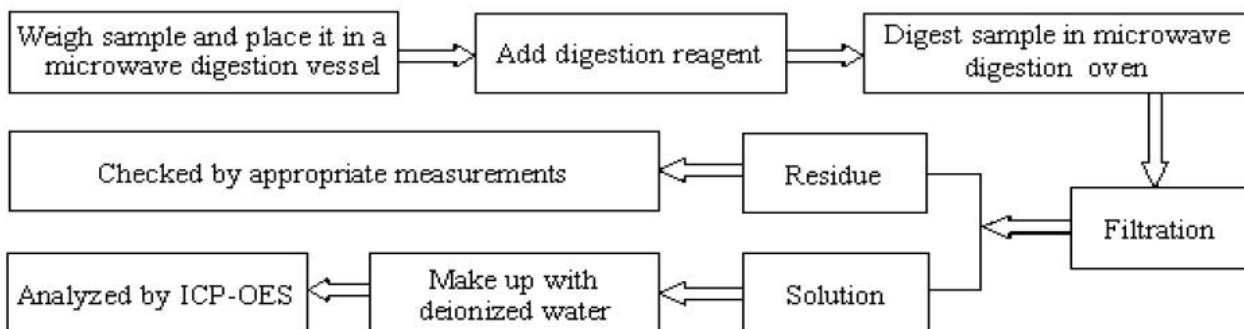 Weigh sample and place it in a
microwave digestion vessel
Add digestion reagent
Digest sample in microwave
digestion oven
Checked by appropriate measurements
Residue
Filtration
Analyzed by ICP-OES
Make up with
deionized water
Solution